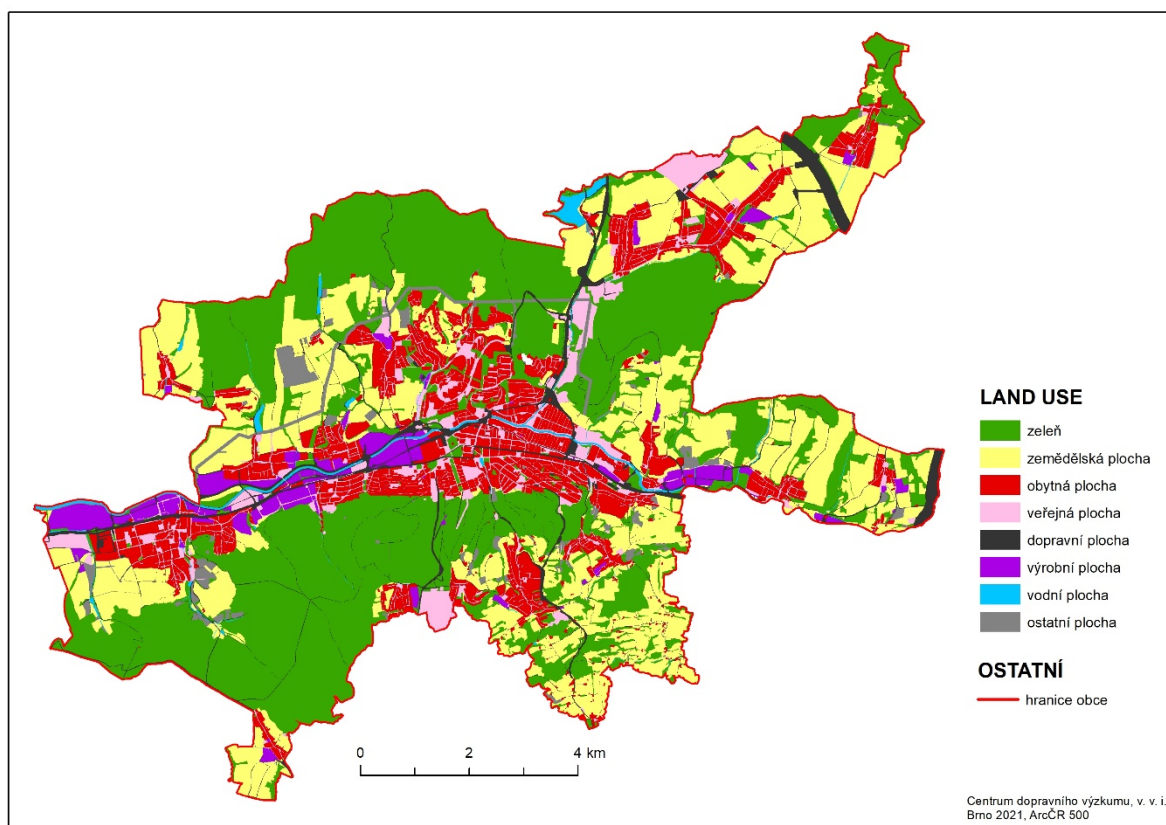 LAND USE
zeleň
zemědělská plocha
obytná plocha
veřejná plocha
dopravní plocha
výrobní plocha
vodní plocha
ostatní plocha
OSTATNÍ
hranice obce
0 2 4 km
Centrum dopravního výzkumu, v. v. i.
Brno 2021, ArcČR 500